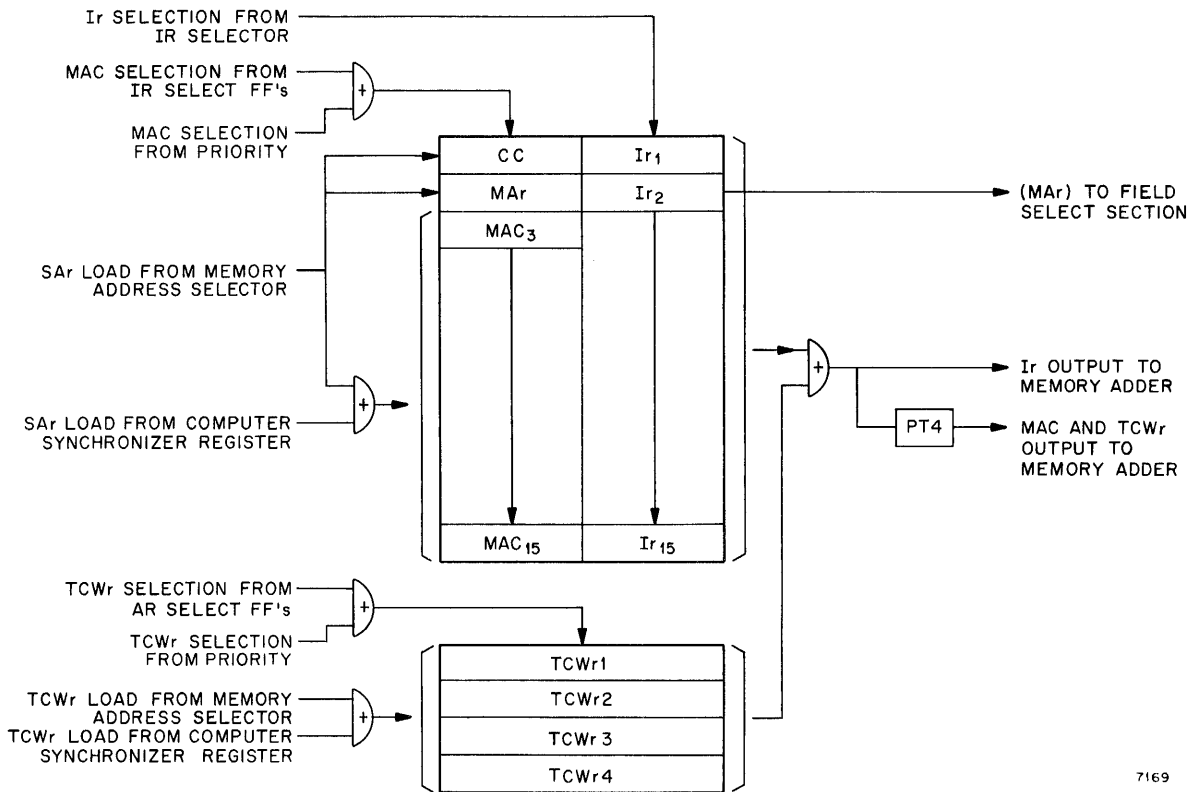 Ir SELECTION FROM
IR SELECTOR
MAC SELECTION FROM
IR SELECT FF's
+
MAC SELECTION
FROM PRIORITY
CC
Ir1
MAr
Ir2
(MAr) TO FIELD
SELECT SECTION
MAC3
SAr LOAD FROM MEMORY
ADDRESS SELECTOR
+
Ir OUTPUT TO
MEMORY ADDER
+
SAr LOAD FROM COMPUTER
SYNCHRONIZER REGISTER
PT4
MAC AND TCWr
OUTPUT TO
MEMORY ADDER
MAC15
Ir15
TCWr SELECTION FROM
AR SELECT FF's
+
TCWr SELECTION
FROM PRIORITY
TCWr1
TCWr2
TCWr3
TCWr4
TCWr LOAD FROM MEMORY
ADDRESS SELECTOR
+
TCWr LOAD FROM COMPUTER
SYNCHRONIZER REGISTER
7169